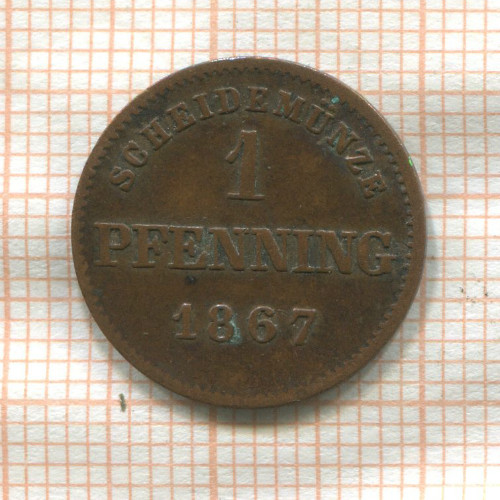 SCHEIDEMÜNZE
1
PFENNING
1867